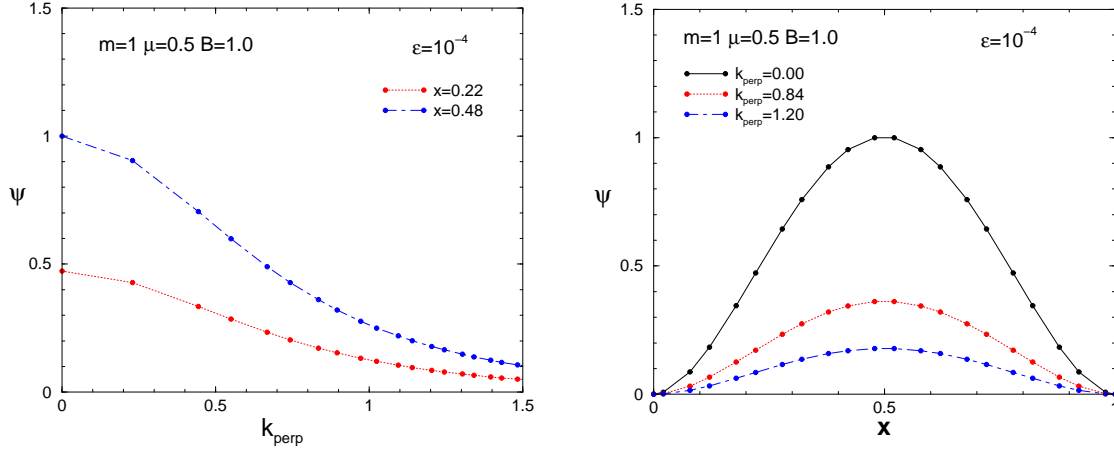 1.5
m=1 μ=0.5 B=1.0 ε=10⁻⁴
x=0.22
x=0.48
1
ψ
0.5
0
0 0.5 1 1.5
k_perp
1.5
m=1 μ=0.5 B=1.0 ε=10⁻⁴
k_perp=0.00
k_perp=0.84
k_perp=1.20
1
ψ
0.5
0
0 0.5 1
x